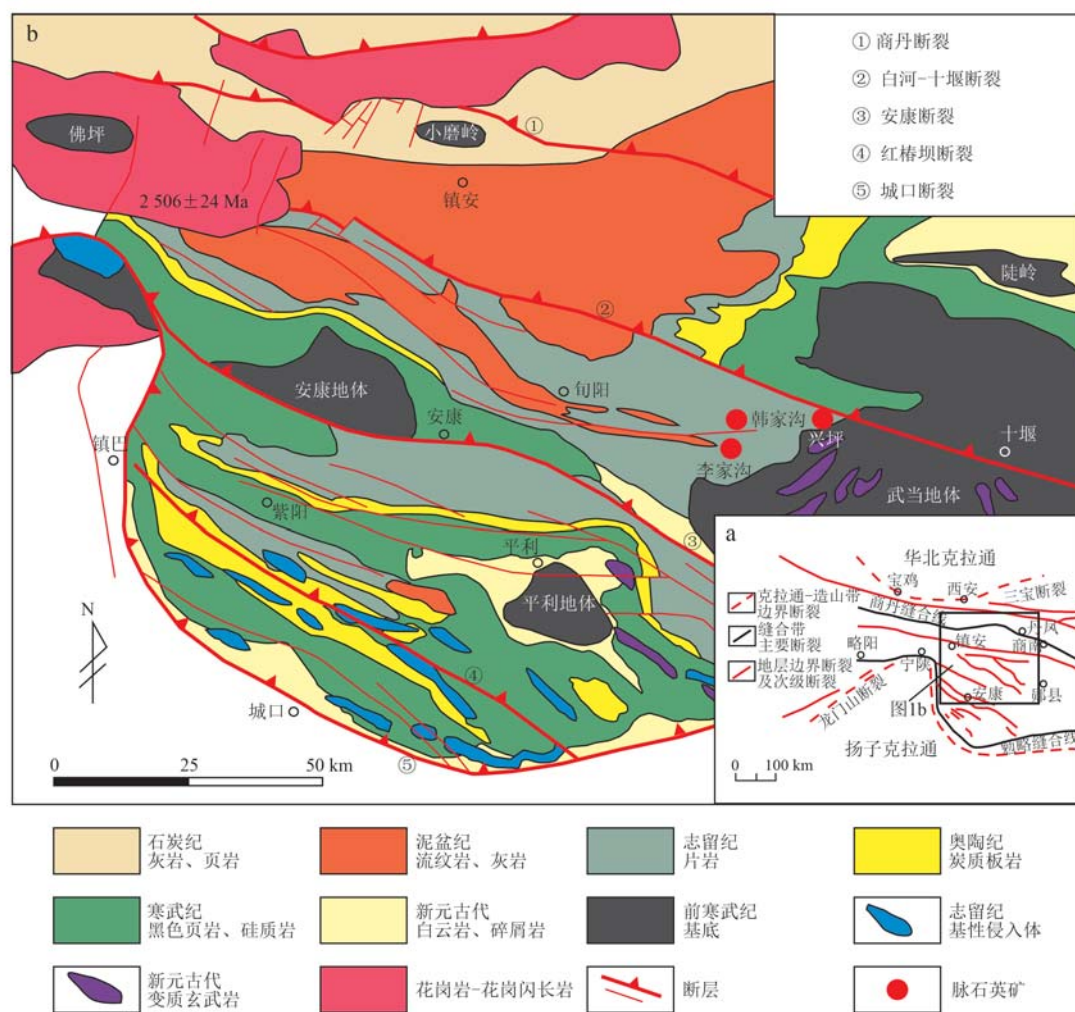 b
① 商丹断裂
② 白河-十堰断裂
③ 安康断裂
④ 红椿坝断裂
⑤ 城口断裂
佛坪
小磨岭
①
镇安
2 506±24 Ma
陡岭
②
安康地体
旬阳
安康
韩家沟
兴坪
十堰
镇巴
李家沟
武当地体
紫阳
③
平利
平利地体
N
④
城口
⑤
0 25 50 km
a
华北克拉通
宝鸡
西安
三宝断裂
克拉通-造山带
边界断裂
商丹缝合线
丹凤
缝合带
主要断裂
略阳
镇安
商南
宁陕
地层边界断裂
及次级断裂
安康
郧县
龙门山断裂
图1b
勉略缝合线
扬子克拉通
0 100 km
石炭纪
灰岩、页岩
泥盆纪
流纹岩、灰岩
志留纪
片岩
奥陶纪
炭质板岩
寒武纪
黑色页岩、硅质岩
新元古代
白云岩、碎屑岩
前寒武纪
基底
志留纪
基性侵入体
新元古代
变质玄武岩
花岗岩-花岗闪长岩
断层
脉石英矿